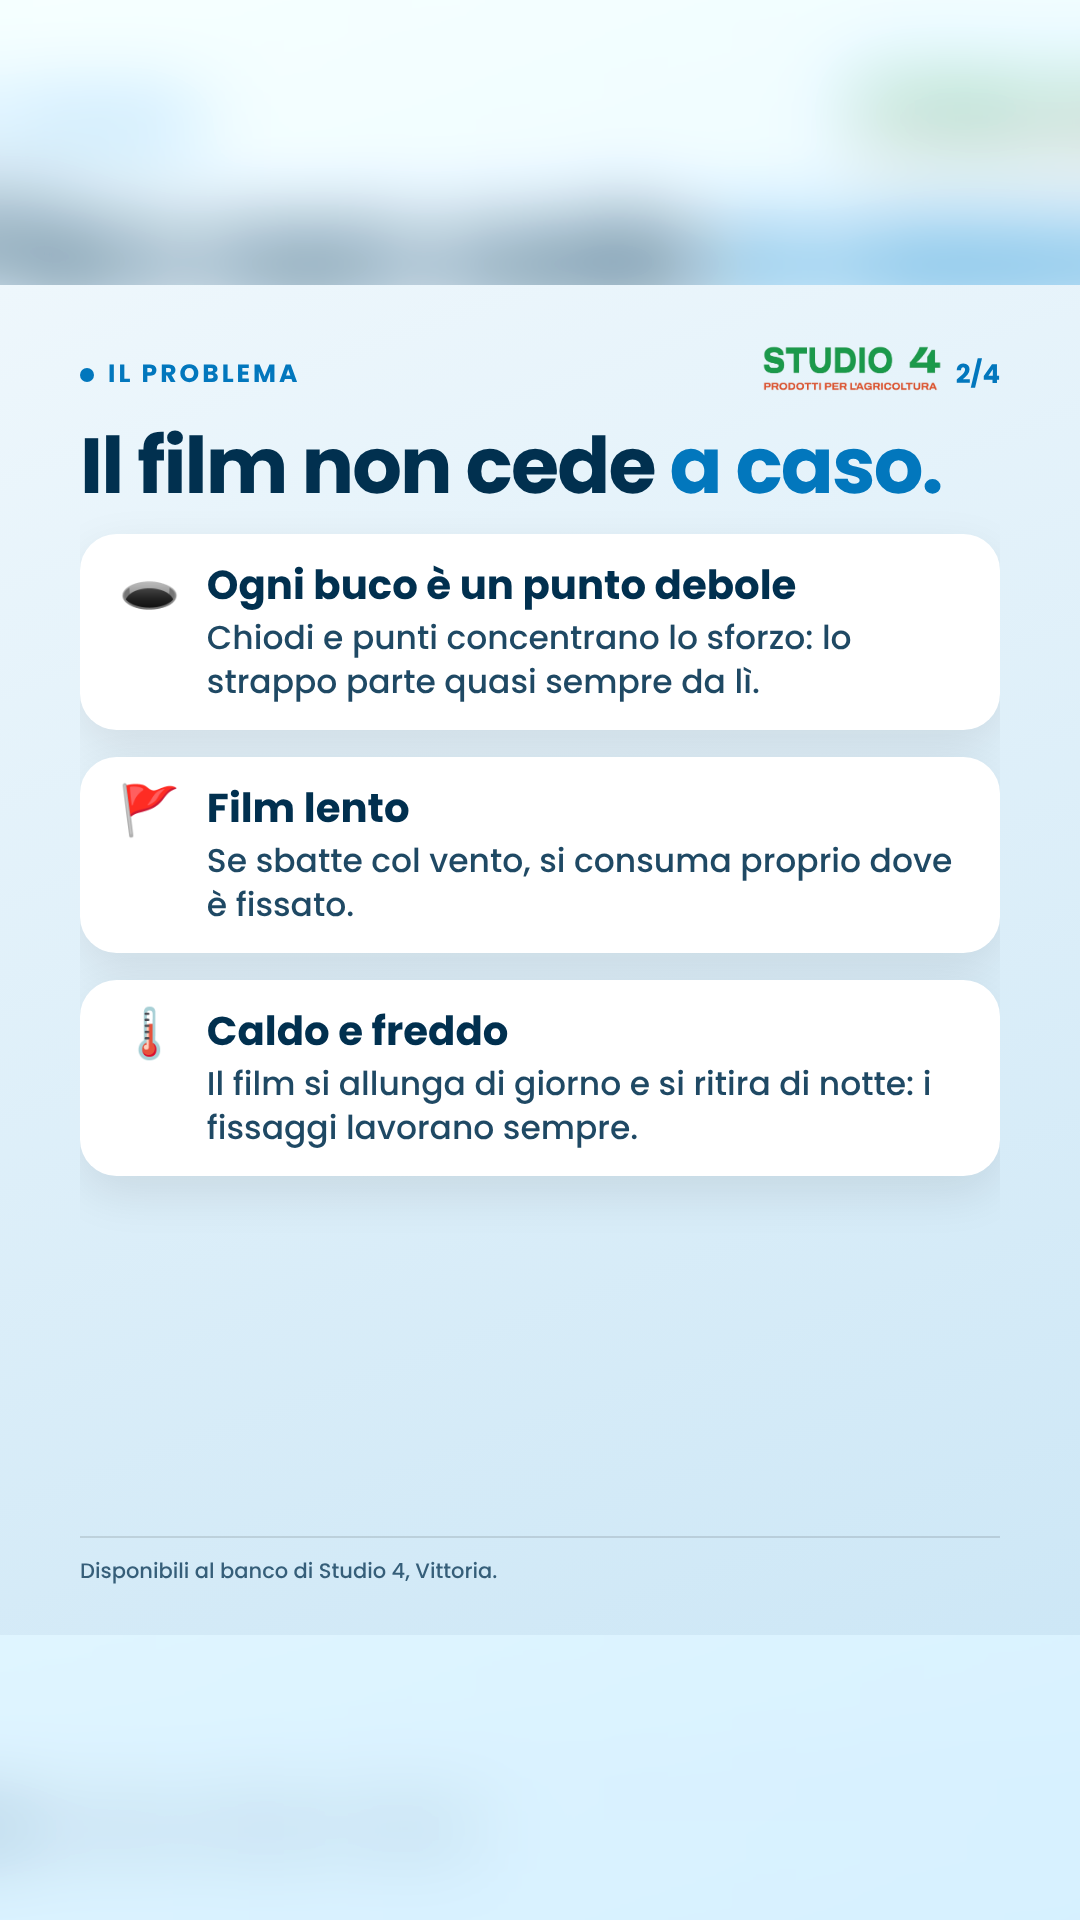 IL PROBLEMA
STUDIO 4
PRODOTTI PER L'AGRICOLTURA
2/4
Il film non cede a caso.
Ogni buco è un punto debole
Chiodi e punti concentrano lo sforzo: lo
strappo parte quasi sempre da lì.
Film lento
Se sbatte col vento, si consuma proprio dove
è fissato.
Caldo e freddo
Il film si allunga di giorno e si ritira di notte: i
fissaggi lavorano sempre.
Disponibili al banco di Studio 4, Vittoria.